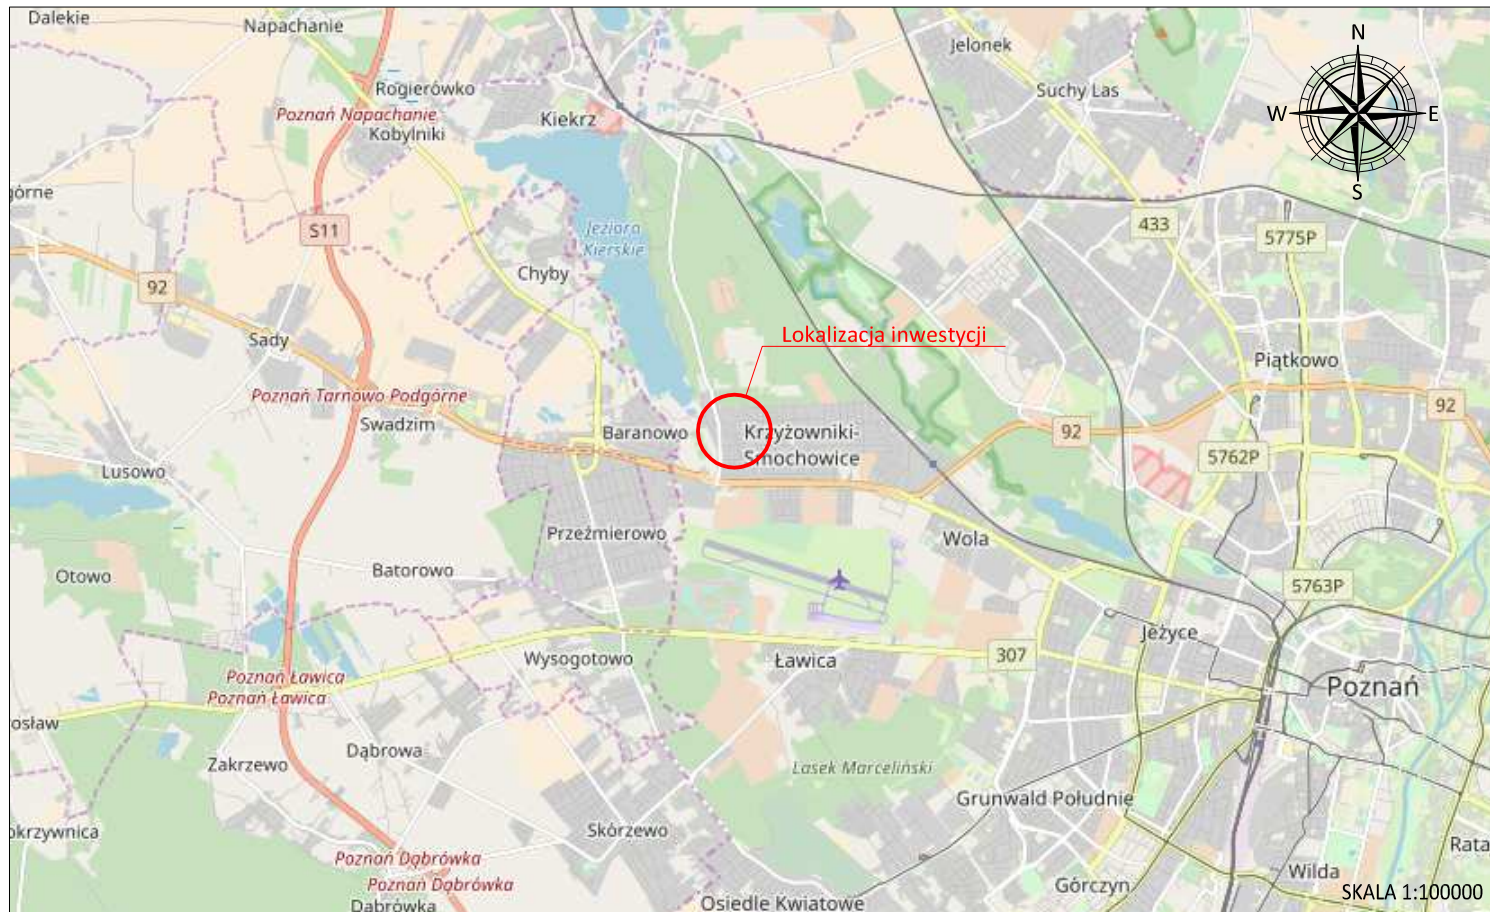 Dalekie
Napachanie
Jelonek
N
Rogierówko
Suchy Las
Poznań Napachanie
Kiekrz
W
E
Kobylniki
S
górne
Jezioro
Kierskie
S11
433
5775P
Chyby
92
Lokalizacja inwestycji
Sady
Piątkowo
Poznań Tarnowo Podgórne
92
Swadzim
Baranowo
Krzyżowniki-
Smochowice
92
5762P
Lusowo
Przeźmierowo
Wola
Batorowo
Otowo
5763P
Jeżyce
307
Wysogotowo
Ławica
Poznań Ławica
Poznań Ławica
Poznań
osław
Dąbrowa
Zakrzewo
Lasek Marceliński
Grunwald Południe
okrzywnica
Skórzewo
Rata
Poznań Dąbrówka
Poznań Dąbrówka
Wilda
Górczyn
SKALA 1:100000
Dąbrówka
Osiedle Kwiatowe